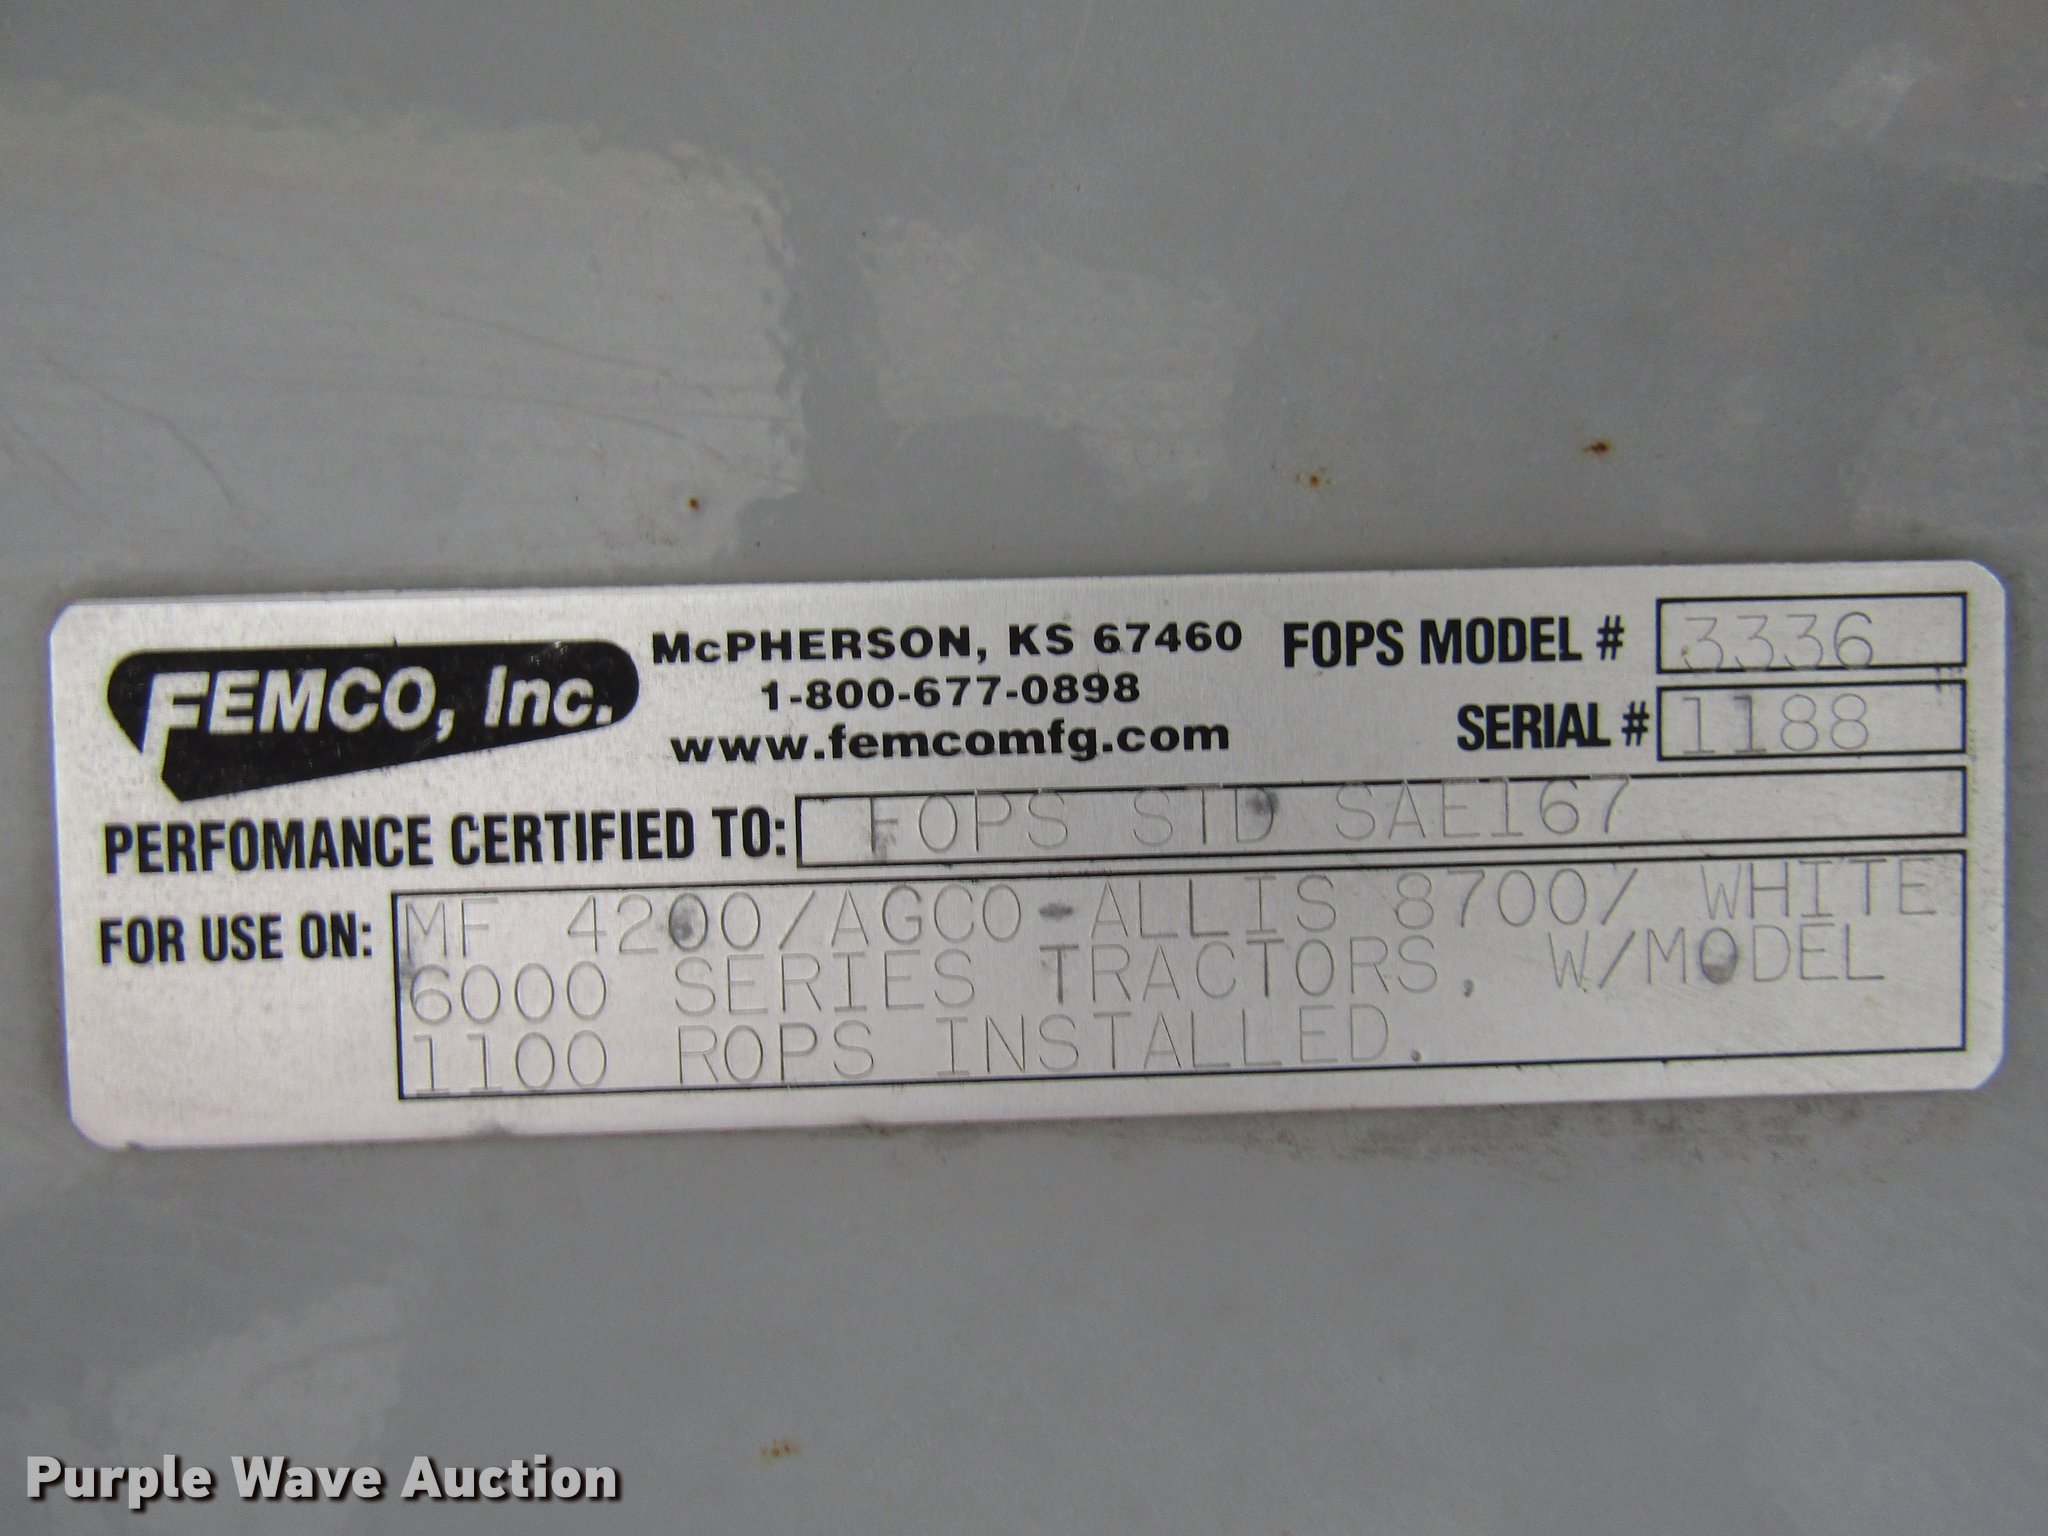 FEMCO, Inc.
McPHERSON, KS 67460
1-800-677-0898
www.femcomfg.com
FOPS MODEL # 3336
SERIAL # 1188
PERFOMANCE CERTIFIED TO: FOPS STD SAE167
FOR USE ON: MF 4200/AGCO-ALLIS 8700/ WHITE
6000 SERIES TRACTORS, W/MODEL
1100 ROPS INSTALLED.
Purple Wave Auction